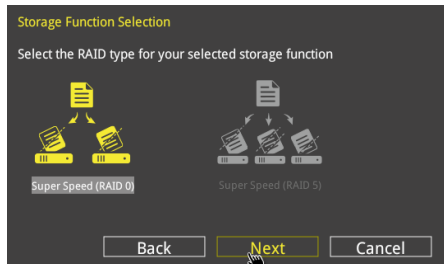 Storage Function Selection
Select the RAID type for your selected storage function
Super Speed (RAID 0)
Super Speed (RAID 5)
Back
Next
Cancel